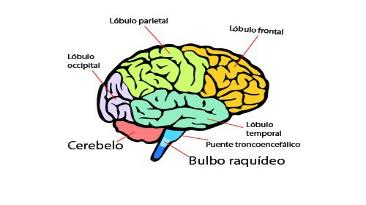 Lóbulo parietal
Lóbulo frontal
Lóbulo
occipital
Lóbulo
temporal
Cerebelo
Puente troncoencefálico
Bulbo raquídeo